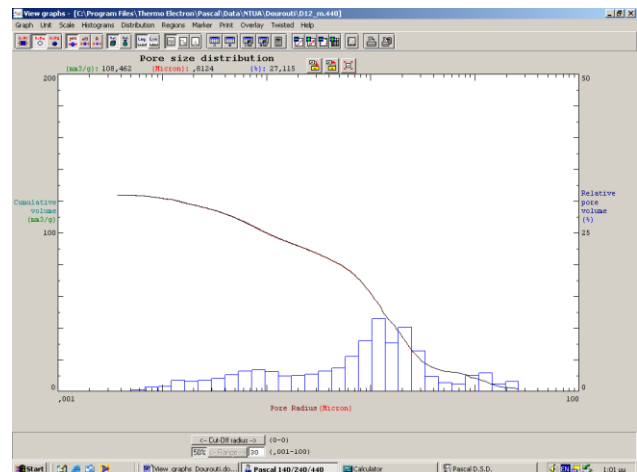 View graphs - [C:\Program Files\Thermo Electron\Pascal\Data\NTUA\Dourouti\D12_m.440]
Graph Unit Scale Histograms Distribution Regions Marker Print Overlay Twisted Help
Pore size distribution
(mm3/g): 108,462 (Micron): ,8124 (%): 27,115
200
50
Cumulative
volume
(mm3/g)
Relative
pore
volume
(%)
100
25
0
0
,001
100
Pore Radius(Micron)
<- Cut-Off radius -> (0-0)
50% <- Range-> 30 (,001-100)
Start View_graphs_Dourouti.do... Pascal 140/240/440 Calculator Pascal D.S.D. EN 1:01 μμ